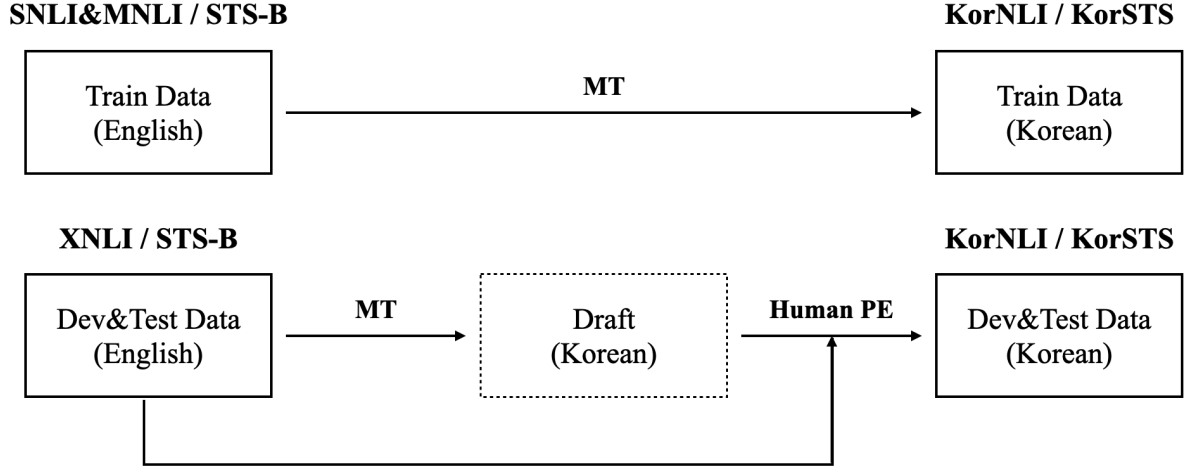 SNLI&MNLI / STS-B
KorNLI / KorSTS
Train Data
(English)
MT
Train Data
(Korean)
XNLI / STS-B
KorNLI / KorSTS
Dev&Test Data
(English)
MT
Draft
(Korean)
Human PE
Dev&Test Data
(Korean)